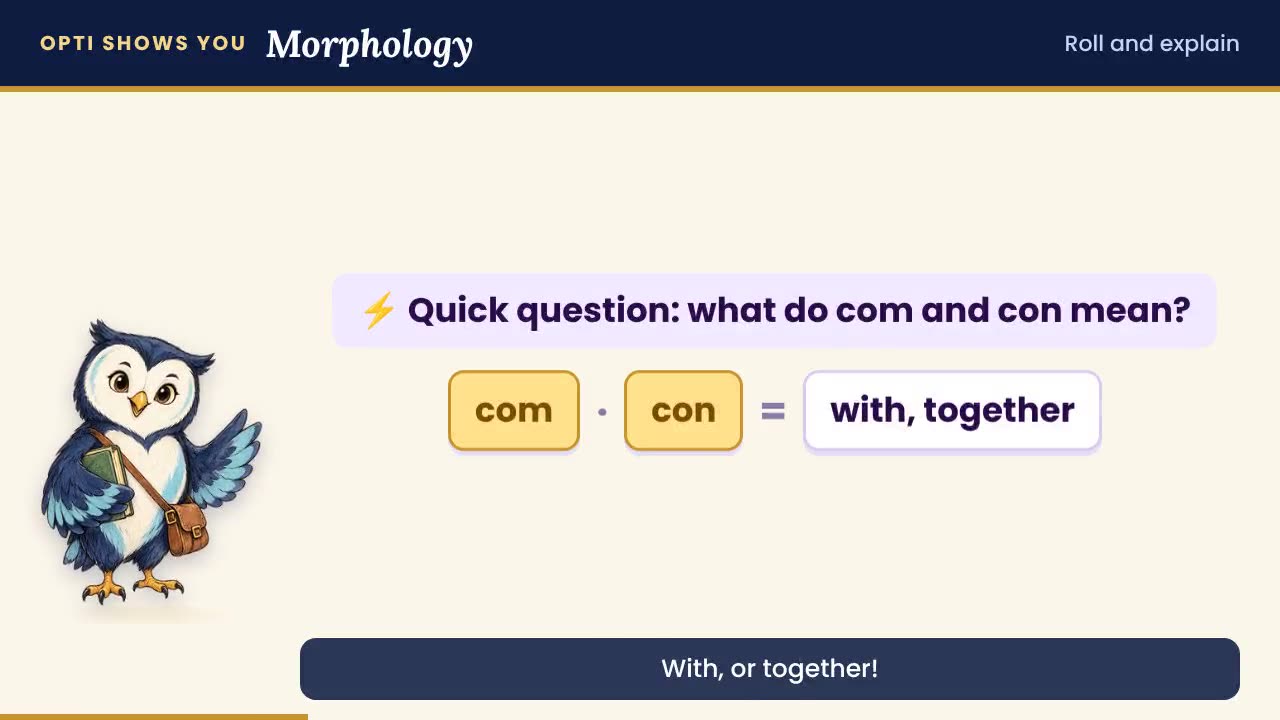 OPTI SHOWS YOU Morphology
Roll and explain
⚡ Quick question: what do com and con mean?
com · con = with, together
With, or together!